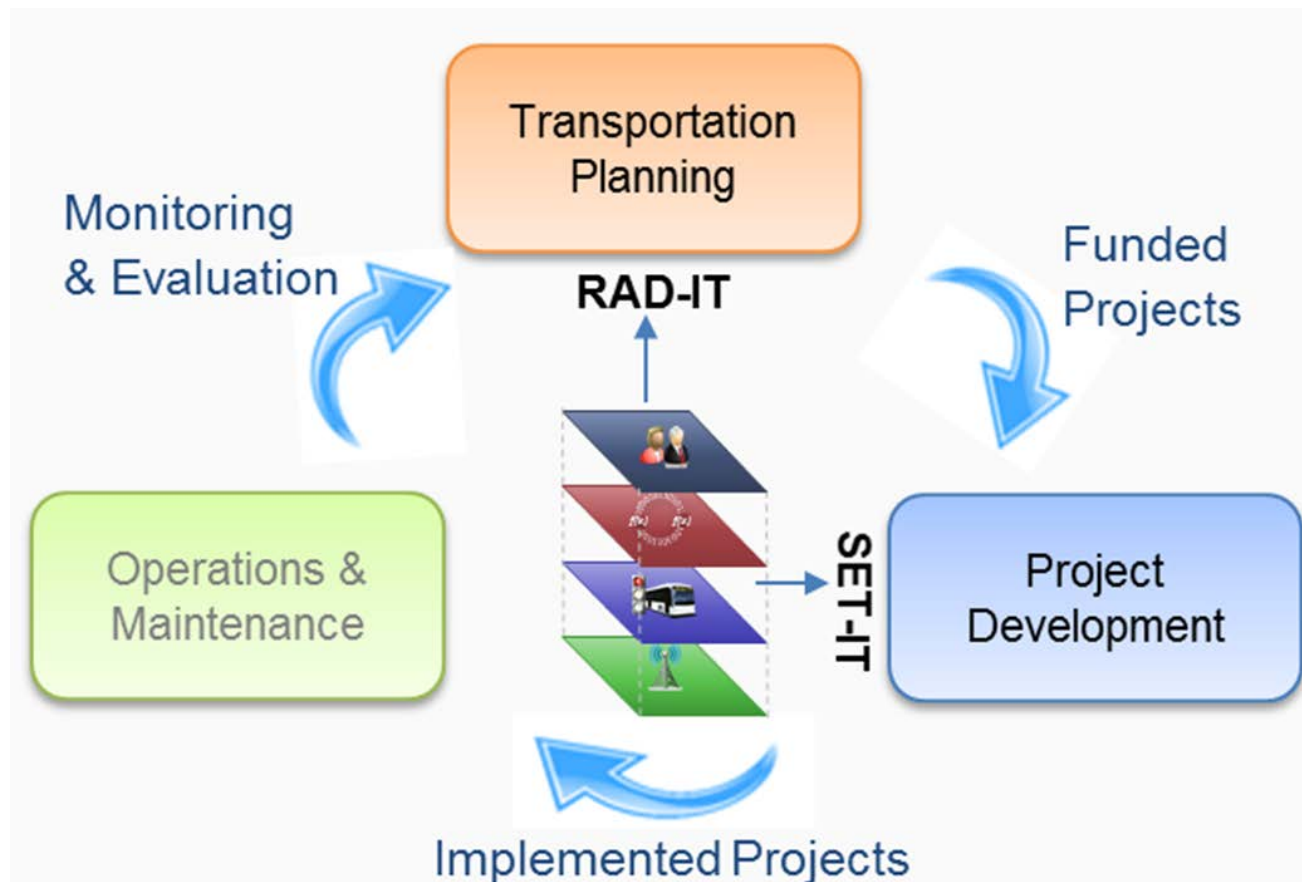 Transportation
Planning
Monitoring
& Evaluation
Funded
Projects
RAD-IT
f(x) f(x)
SET-IT
Operations &
Maintenance
Project
Development
Implemented Projects